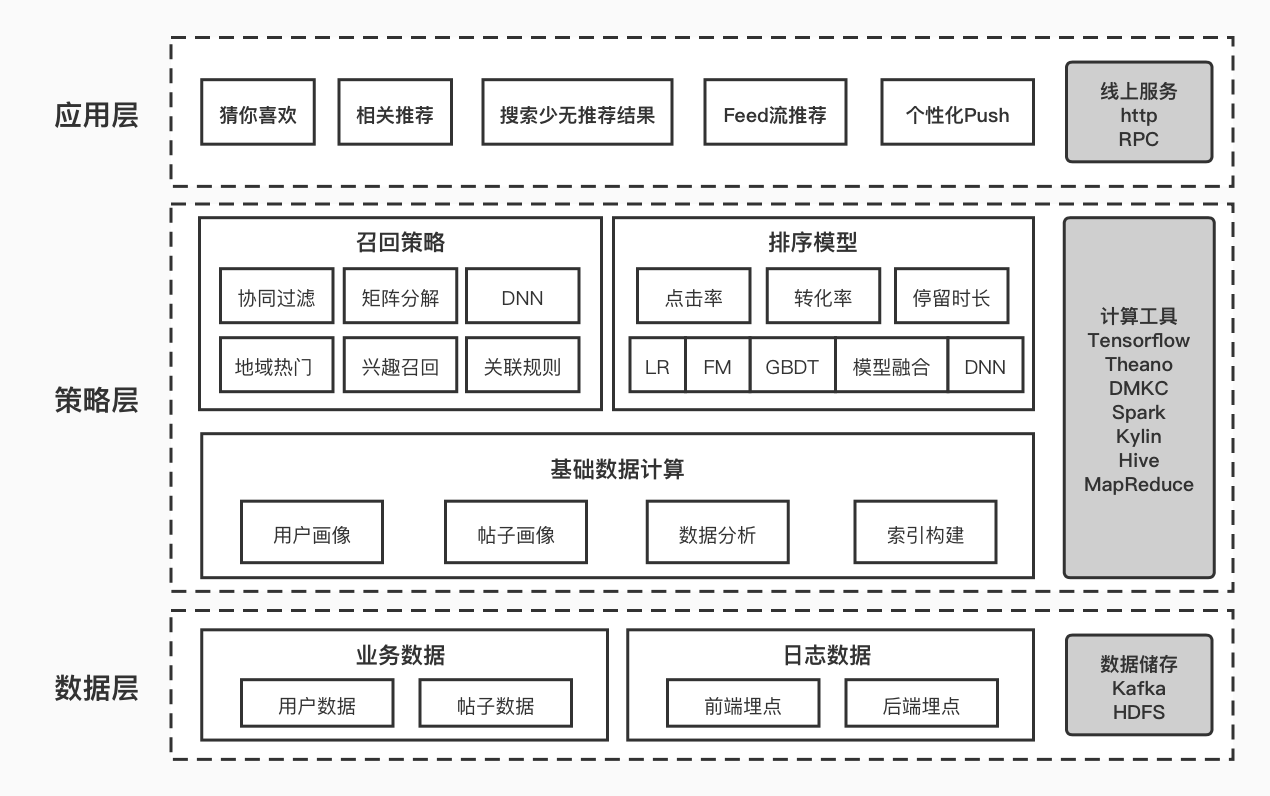 应用层
猜你喜欢
相关推荐
搜索少无推荐结果
Feed流推荐
个性化Push
线上服务
http
RPC
策略层
召回策略
协同过滤
矩阵分解
DNN
地域热门
兴趣召回
关联规则
排序模型
点击率
转化率
停留时长
LR
FM
GBDT
模型融合
DNN
基础数据计算
用户画像
帖子画像
数据分析
索引构建
计算工具
Tensorflow
Theano
DMKC
Spark
Kylin
Hive
MapReduce
数据层
业务数据
用户数据
帖子数据
日志数据
前端埋点
后端埋点
数据储存
Kafka
HDFS